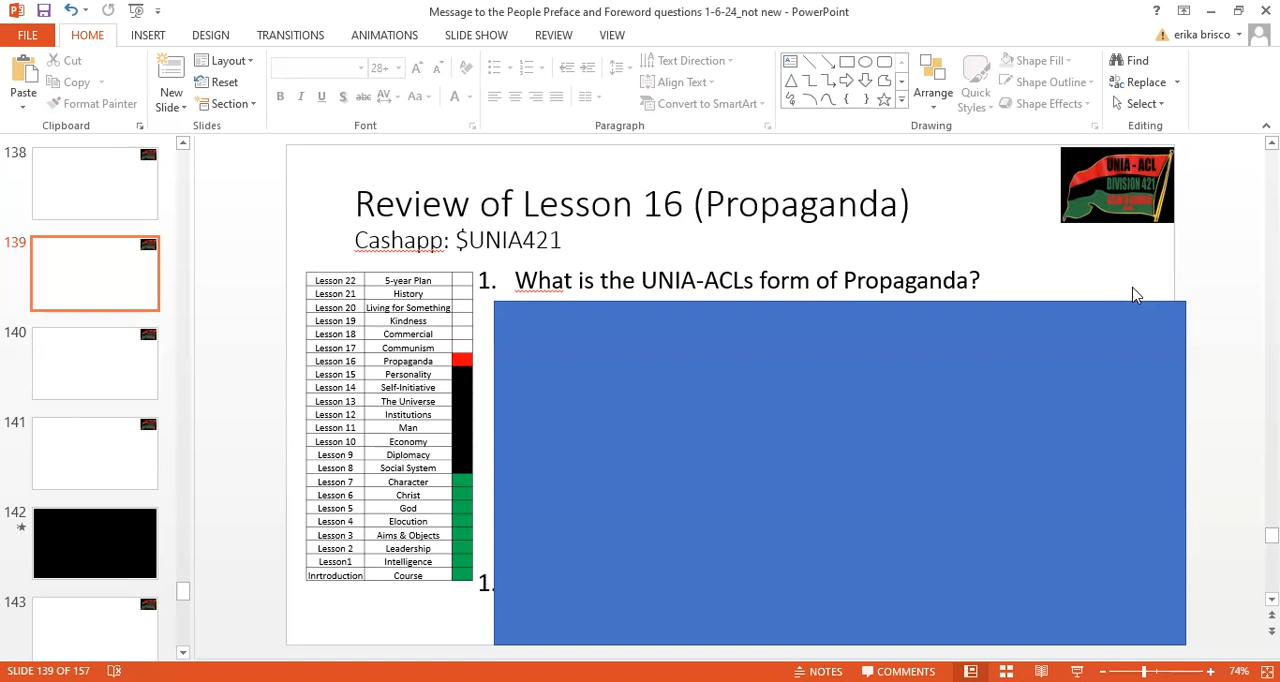 Message to the People Preface and Foreword questions 1-6-24_not new - PowerPoint
FILE HOME INSERT DESIGN TRANSITIONS ANIMATIONS SLIDE SHOW REVIEW VIEW erika brisco
Paste
Cut
Copy
Format Painter
Clipboard
New Slide
Layout
Reset
Section
Slides
28+
Font
Text Direction
Align Text
Convert to SmartArt
Paragraph
Arrange
Quick Styles
Shape Fill
Shape Outline
Shape Effects
Drawing
Find
Replace
Select
Editing
138
139
140
141
142
143
Review of Lesson 16 (Propaganda)
Cashapp: $UNIA421
UNIA - ACL
DIVISION 421
1. What is the UNIA-ACLs form of Propaganda?
Lesson 22 5-year Plan
Lesson 21 History
Lesson 20 Living for Something
Lesson 19 Kindness
Lesson 18 Commercial
Lesson 17 Communism
Lesson 16 Propaganda
Lesson 15 Personality
Lesson 14 Self-Initiative
Lesson 13 The Universe
Lesson 12 Institutions
Lesson 11 Man
Lesson 10 Economy
Lesson 9 Diplomacy
Lesson 8 Social System
Lesson 7 Character
Lesson 6 Christ
Lesson 5 God
Lesson 4 Elocution
Lesson 3 Aims & Objects
Lesson 2 Leadership
Lesson1 Intelligence
Inrtroduction Course
1.
SLIDE 139 OF 157 NOTES COMMENTS 74%